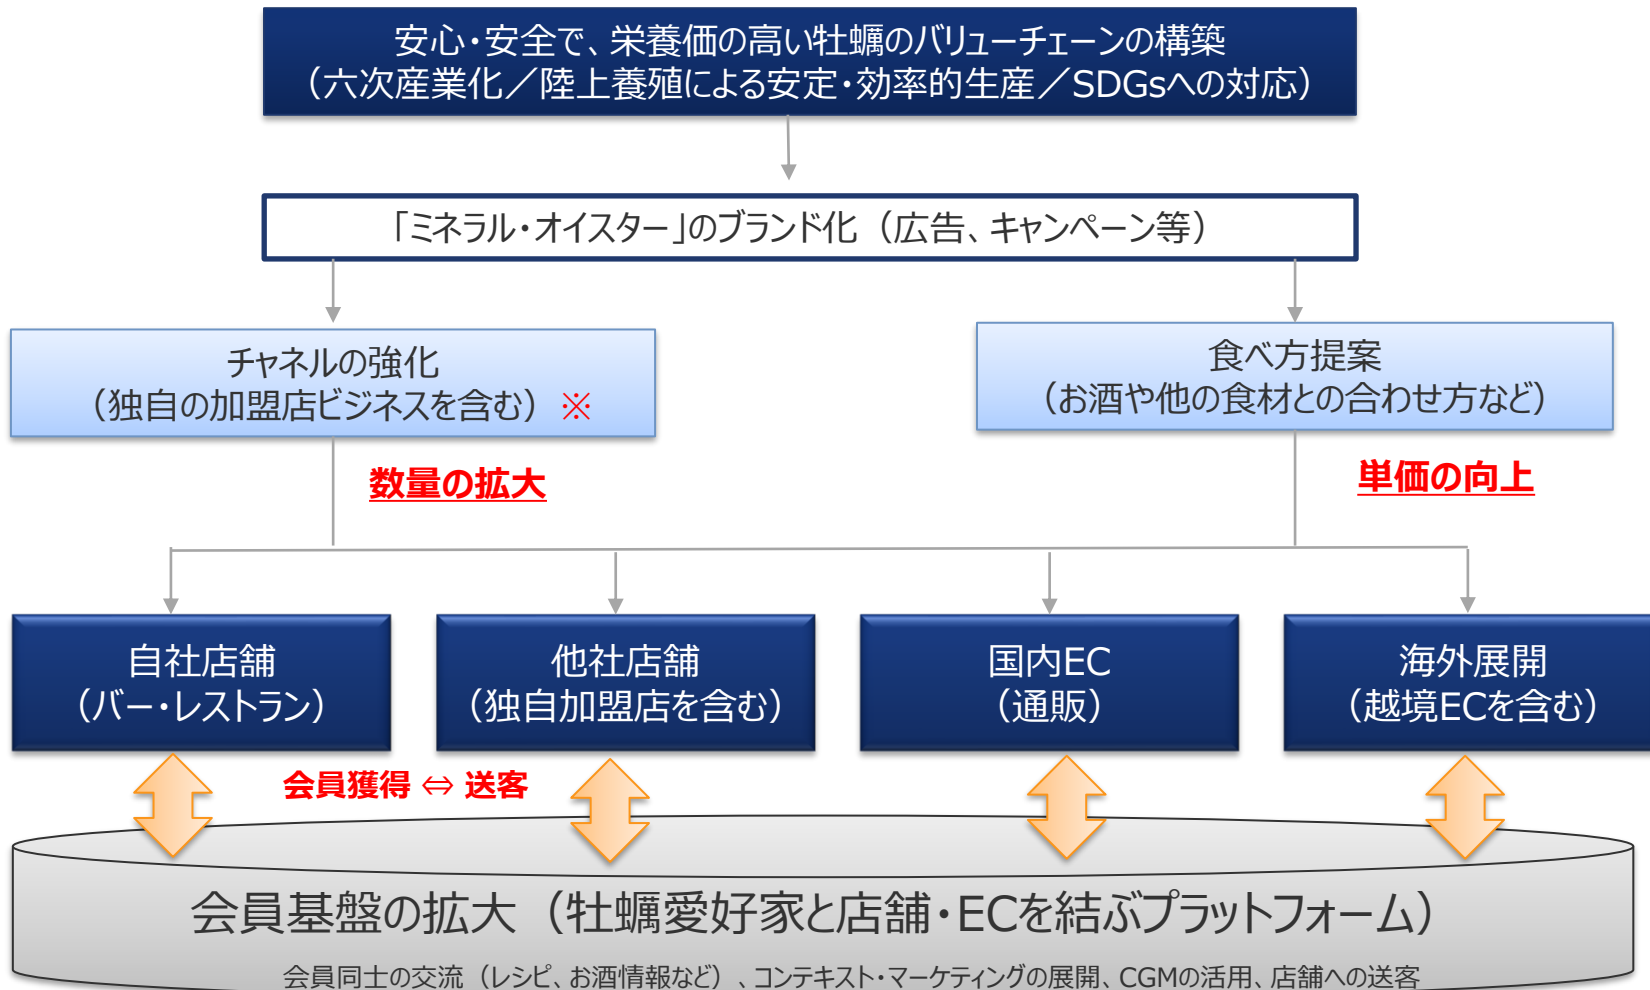 安心・安全で、栄養価の高い牡蠣のバリューチェーンの構築
（六次産業化／陸上養殖による安定・効率的生産／SDGsへの対応）
「ミネラル・オイスター」のブランド化（広告、キャンペーン等）
チャネルの強化
（独自の加盟店ビジネスを含む）※
食べ方提案
（お酒や他の食材との合わせ方など）
数量の拡大
単価の向上
自社店舗
（バー・レストラン）
他社店舗
（独自加盟店を含む）
国内EC
（通販）
海外展開
（越境ECを含む）
会員獲得 ⇔ 送客
会員基盤の拡大（牡蠣愛好家と店舗・ECを結ぶプラットフォーム）
会員同士の交流（レシピ、お酒情報など）、コンテキスト・マーケティングの展開、CGMの活用、店舗への送客